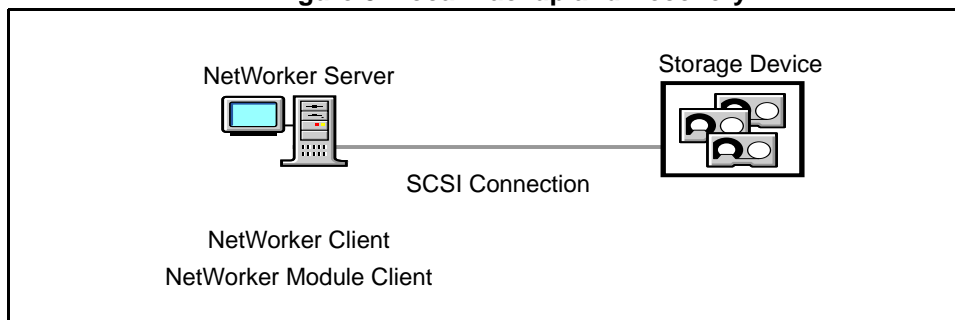 NetWorker Server
Storage Device
SCSI Connection
NetWorker Client
NetWorker Module Client